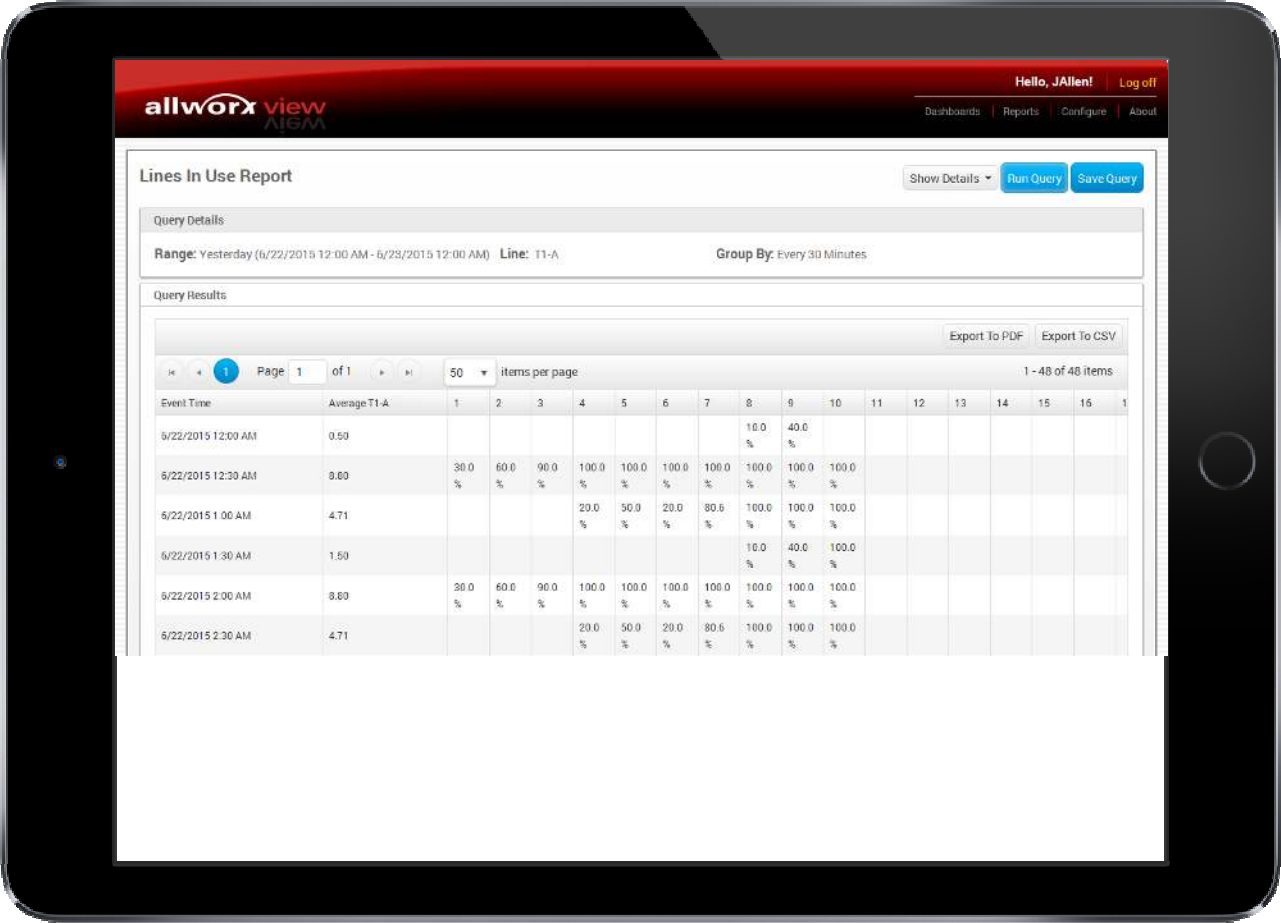 Hello, JAllen! Log off
allworx view
Dashboards Reports Configure About
Lines In Use Report
Show Details Run Query Save Query
Query Details
Range: Yesterday (6/22/2015 12:00 AM - 6/23/2015 12:00 AM) Line: T1-A Group By: Every 30 Minutes
Query Results
Export To PDF Export To CSV
1 Page 1 of 1 50 items per page 1 - 48 of 48 items
Event Time Average T1-A 1 2 3 4 5 6 7 8 9 10 11 12 13 14 15 16 1
6/22/2015 12:00 AM 0.50 10.0 % 40.0 %
6/22/2015 12:30 AM 8.80 30.0 % 60.0 % 90.0 % 100.0 % 100.0 % 100.0 % 100.0 % 100.0 % 100.0 % 100.0 %
6/22/2015 1:00 AM 4.71 20.0 % 50.0 % 20.0 % 80.6 % 100.0 % 100.0 % 100.0 %
6/22/2015 1:30 AM 1.50 10.0 % 40.0 % 100.0 %
6/22/2015 2:00 AM 8.80 30.0 % 60.0 % 90.0 % 100.0 % 100.0 % 100.0 % 100.0 % 100.0 % 100.0 % 100.0 %
6/22/2015 2:30 AM 4.71 20.0 % 50.0 % 20.0 % 80.6 % 100.0 % 100.0 % 100.0 %